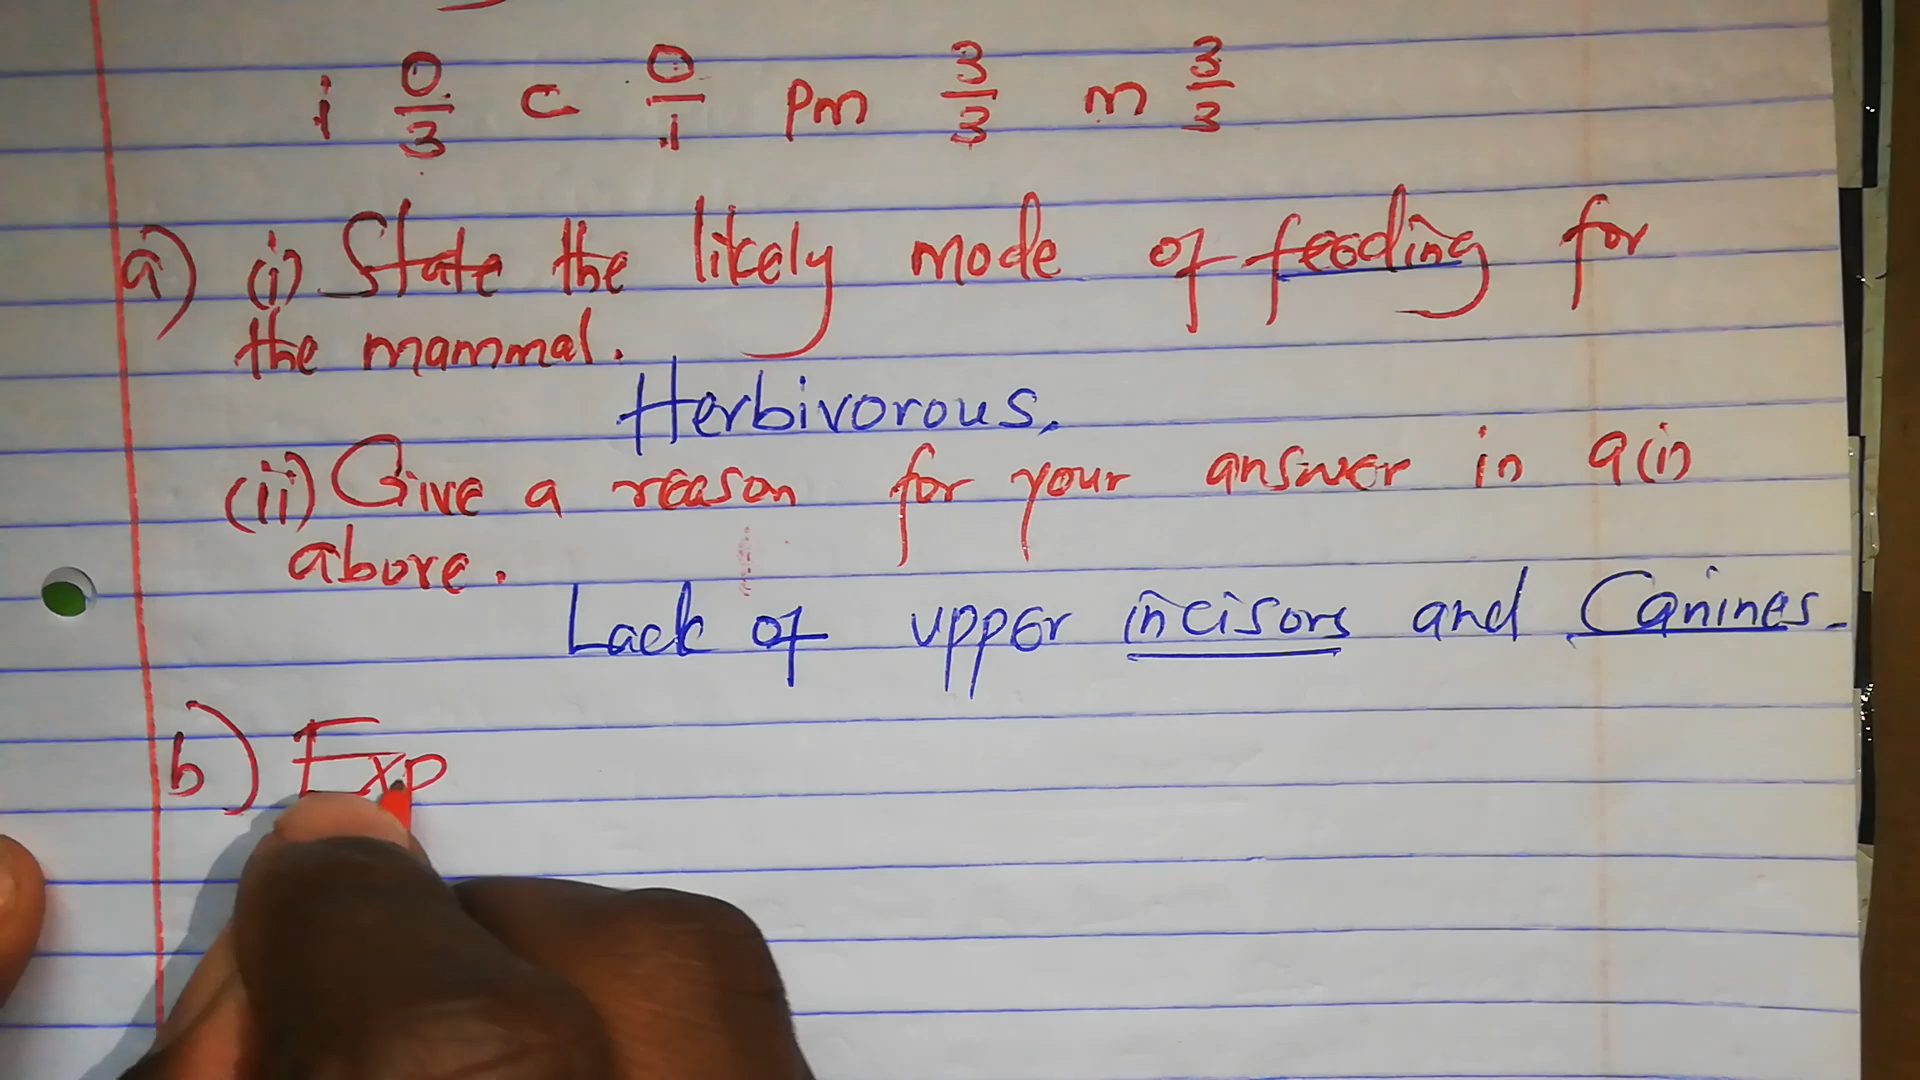 i 0/3 c 0/1 pm 3/3 m 3/3
a) (i) State the likely mode of feeding for
the mammal.
Herbivorous.
(ii) Give a reason for your answer in a(i)
above.
Lack of upper incisors and Canines.
b) Exp